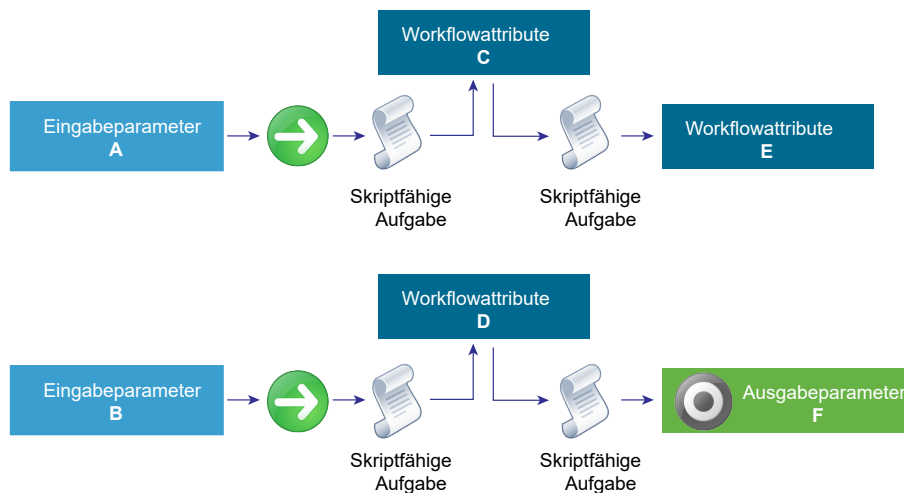 Workflowattribute
C
Eingabeparameter
A
Workflowattribute
E
Skriptfähige
Aufgabe
Skriptfähige
Aufgabe
Workflowattribute
D
Eingabeparameter
B
Ausgabeparameter
F
Skriptfähige
Aufgabe
Skriptfähige
Aufgabe